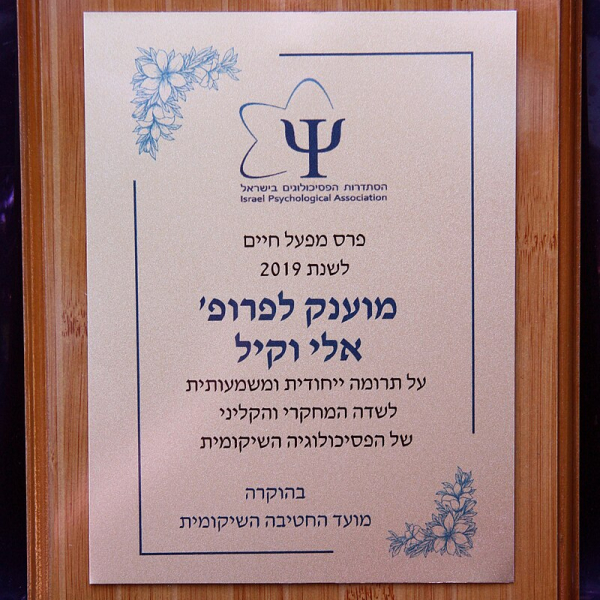 הסתדרות הפסיכולוגים בישראל
Israel Psychological Association
פרס מפעל חיים
לשנת 2019
מוענק לפרופ'
אלי וקיל
על תרומה ייחודית ומשמעותית
לשדה המחקרי והקליני
של הפסיכולוגיה השיקומית
בהוקרה
מועד החטיבה השיקומית